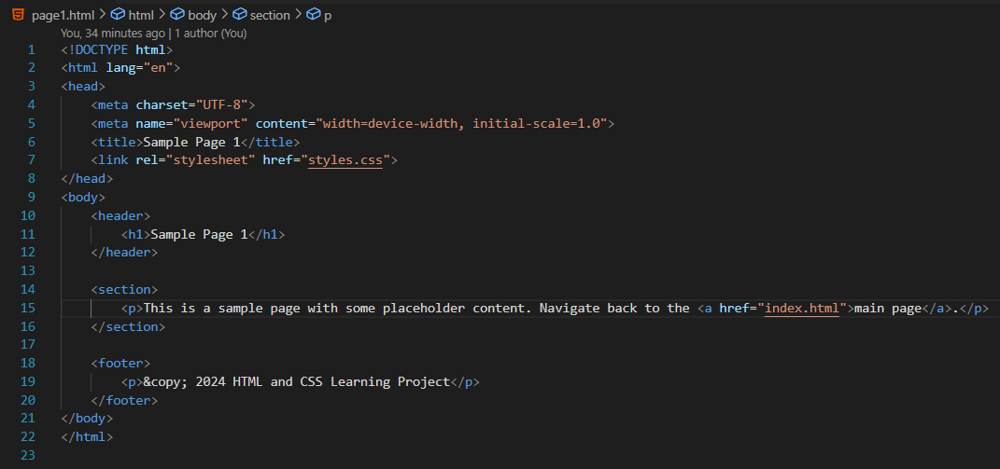 page1.html > html > body > section > p
You, 34 minutes ago | 1 author (You)
1 <!DOCTYPE html>
2 <html lang="en">
3 <head>
4     <meta charset="UTF-8">
5     <meta name="viewport" content="width=device-width, initial-scale=1.0">
6     <title>Sample Page 1</title>
7     <link rel="stylesheet" href="styles.css">
8 </head>
9 <body>
10     <header>
11         <h1>Sample Page 1</h1>
12     </header>
13
14     <section>
15         <p>This is a sample page with some placeholder content. Navigate back to the <a href="index.html">main page</a>.</p>
16     </section>
17
18     <footer>
19         <p>&copy; 2024 HTML and CSS Learning Project</p>
20     </footer>
21 </body>
22 </html>
23